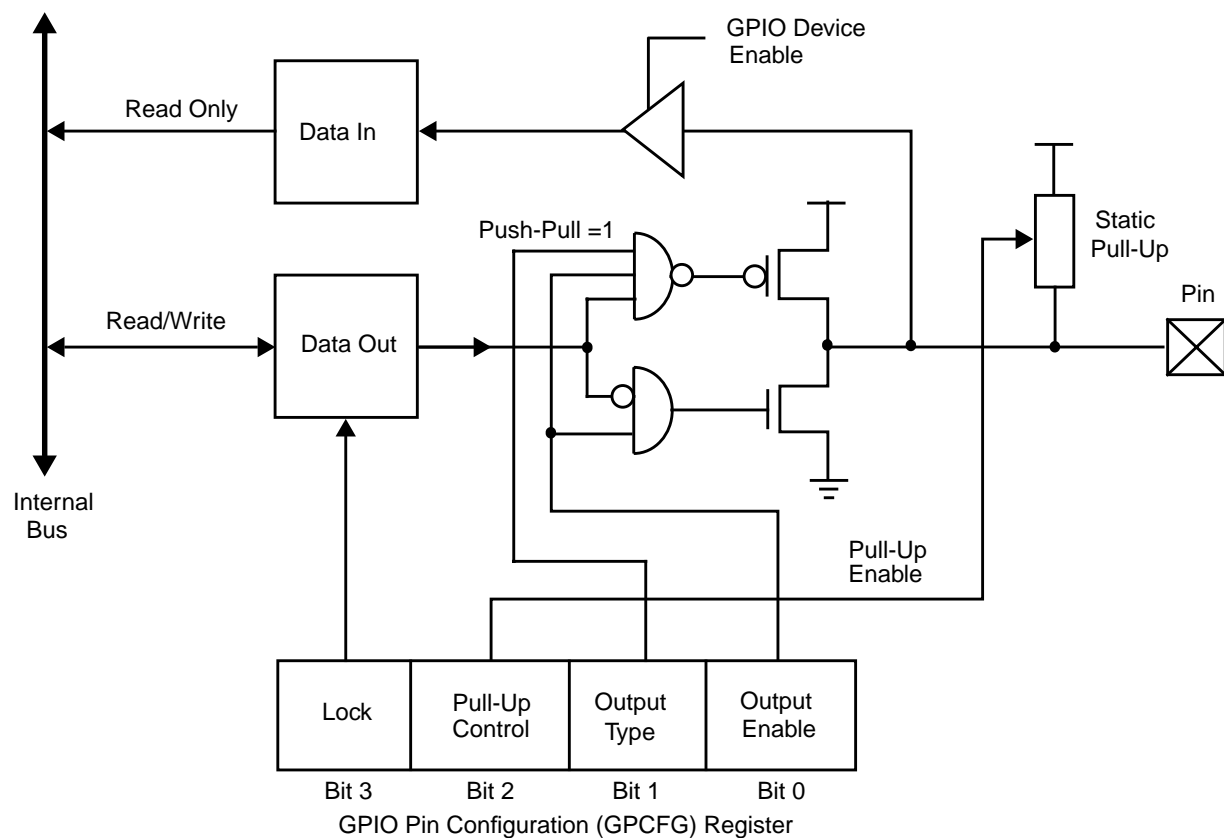 GPIO Device
Enable
Read Only
Data In
Push-Pull =1
Static
Pull-Up
Pin
Read/Write
Data Out
Internal
Bus
Pull-Up
Enable
Lock
Pull-Up
Control
Output
Type
Output
Enable
Bit 3
Bit 2
Bit 1
Bit 0
GPIO Pin Configuration (GPCFG) Register